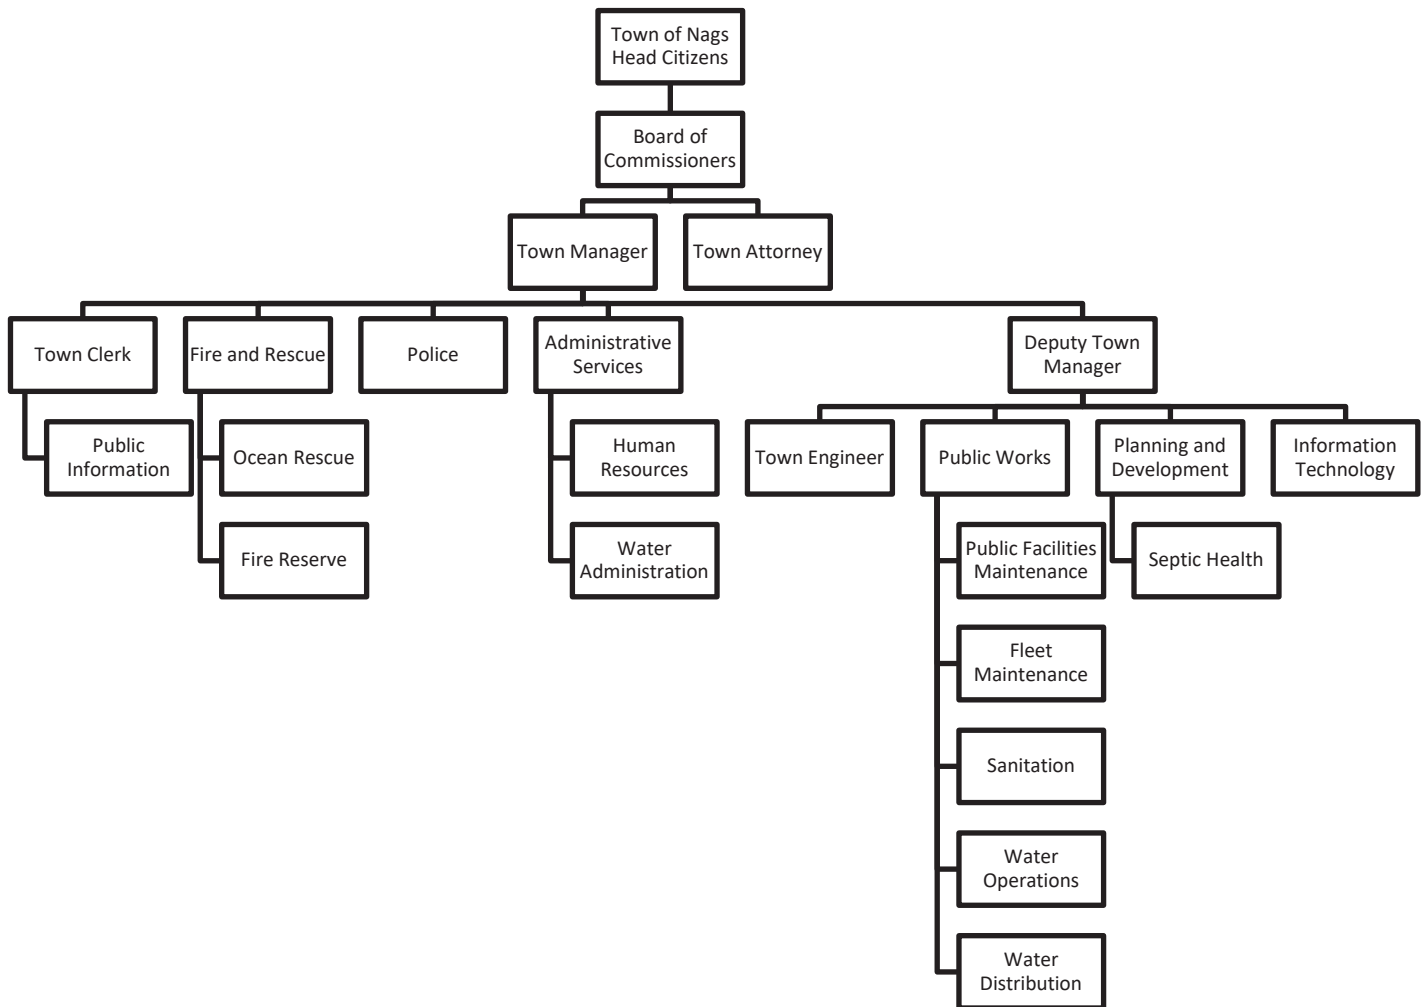 Town of Nags
Head Citizens
Board of
Commissioners
Town Manager
Town Attorney
Town Clerk
Fire and Rescue
Police
Administrative
Services
Deputy Town
Manager
Public
Information
Ocean Rescue
Human
Resources
Town Engineer
Public Works
Planning and
Development
Information
Technology
Fire Reserve
Water
Administration
Public Facilities
Maintenance
Septic Health
Fleet
Maintenance
Sanitation
Water
Operations
Water
Distribution